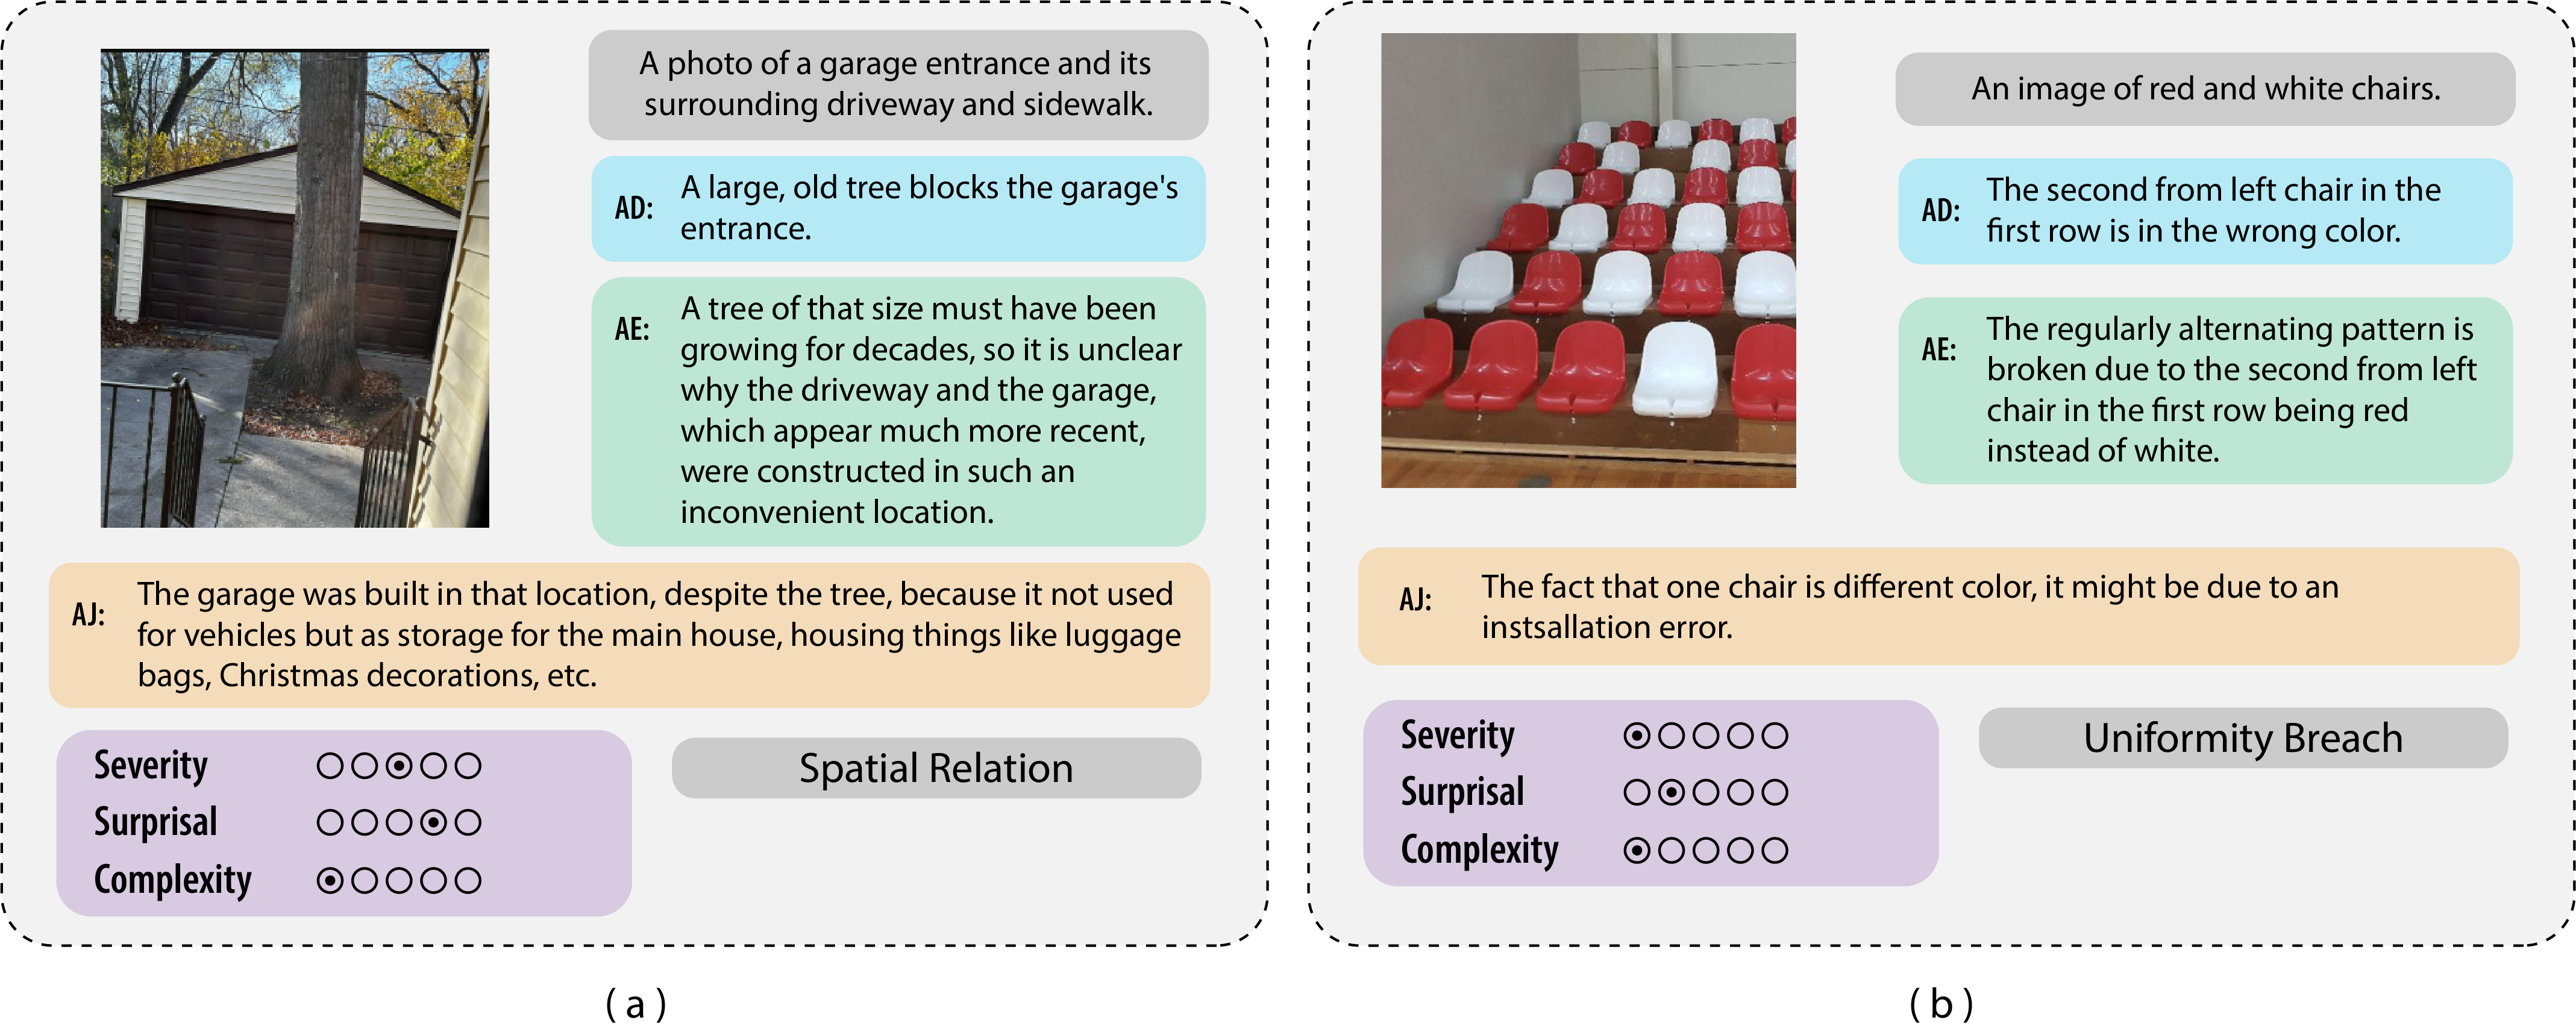 A photo of a garage entrance and its
surrounding driveway and sidewalk.
AD: A large, old tree blocks the garage's
entrance.
AE: A tree of that size must have been
growing for decades, so it is unclear
why the driveway and the garage,
which appear much more recent,
were constructed in such an
inconvenient location.
AJ: The garage was built in that location, despite the tree, because it not used
for vehicles but as storage for the main house, housing things like luggage
bags, Christmas decorations, etc.
Severity
Surprisal
Complexity
Spatial Relation
( a )
An image of red and white chairs.
AD: The second from left chair in the
first row is in the wrong color.
AE: The regularly alternating pattern is
broken due to the second from left
chair in the first row being red
instead of white.
AJ: The fact that one chair is different color, it might be due to an
instsallation error.
Severity
Surprisal
Complexity
Uniformity Breach
( b )